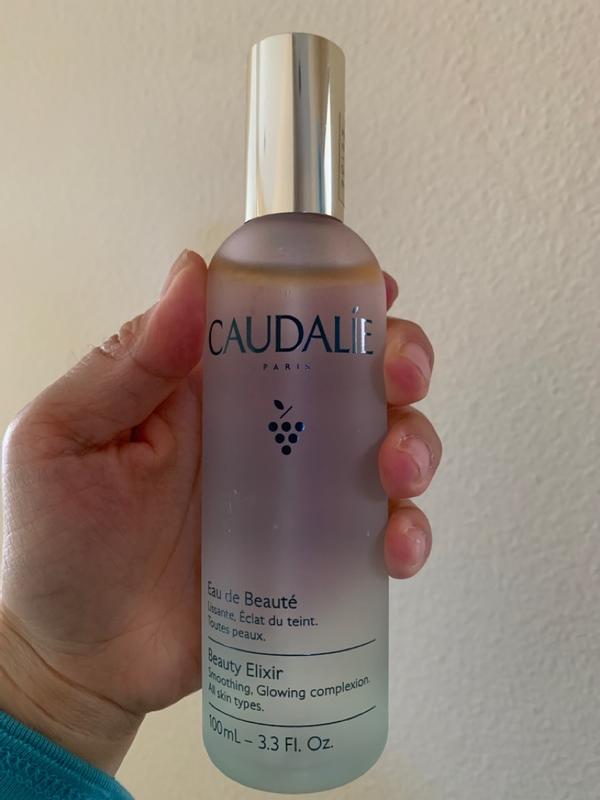 CAUDALÍE
PARIS
Eau de Beauté
Lissante, Éclat du teint.
Toutes peaux.
Beauty Elixir
Smoothing, Glowing complexion.
All skin types.
100mL – 3.3 Fl. Oz.